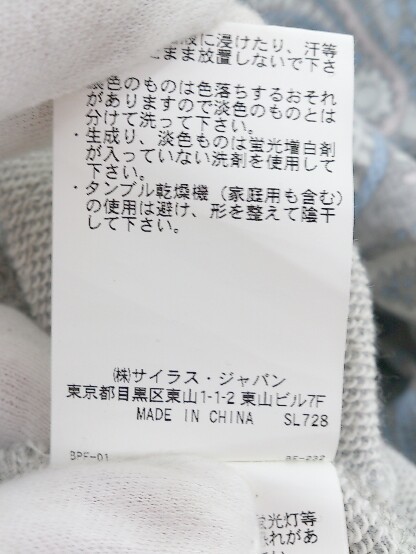 液に浸けたり、汗等
まま放置しないで下さ
淡色のものは色落ちするおそれ
がありますので淡色のものとは
分けて洗って下さい。
・生成り、淡色ものは蛍光増白剤
が入っていない洗剤を使用して
下さい。
・タンブル乾燥機（家庭用も含む）
の使用は避け、形を整えて陰干
して下さい。
㈱サイラス・ジャパン
東京都目黒区東山1-1-2 東山ビル7F
MADE IN CHINA SL728
BPF-01
蛍光灯等
れがあ